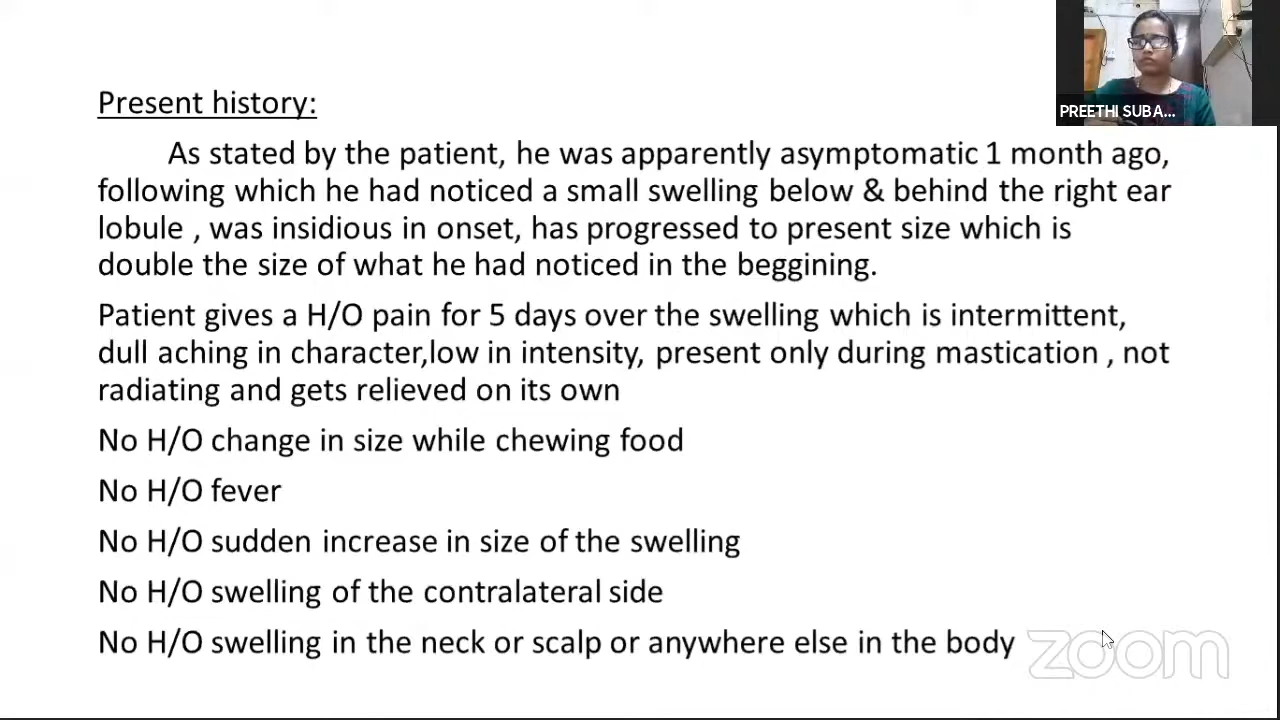 PREETHI SUBA...
Present history:
As stated by the patient, he was apparently asymptomatic 1 month ago,
following which he had noticed a small swelling below & behind the right ear
lobule , was insidious in onset, has progressed to present size which is
double the size of what he had noticed in the beggining.
Patient gives a H/O pain for 5 days over the swelling which is intermittent,
dull aching in character,low in intensity, present only during mastication , not
radiating and gets relieved on its own
No H/O change in size while chewing food
No H/O fever
No H/O sudden increase in size of the swelling
No H/O swelling of the contralateral side
No H/O swelling in the neck or scalp or anywhere else in the body
zoom